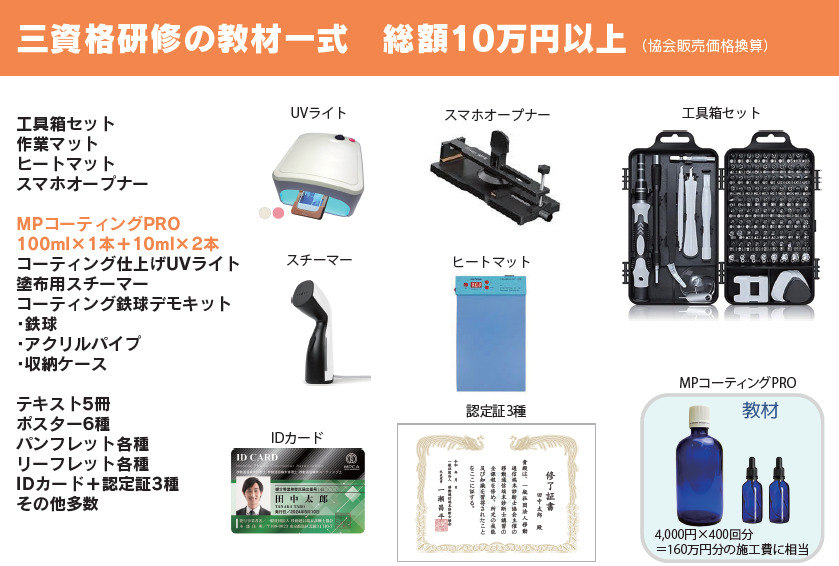 三資格研修の教材一式　総額10万円以上（協会販売価格換算）
工具箱セット
作業マット
ヒートマット
スマホオープナー
MPコーティングPRO
100ml×1本＋10ml×2本
コーティング仕上げUVライト
塗布用スチーマー
コーティング鉄球デモキット
・鉄球
・アクリルパイプ
・収納ケース
テキスト5冊
ポスター6種
パンフレット各種
リーフレット各種
IDカード＋認定証3種
その他多数
UVライト
スマホオープナー
工具箱セット
スチーマー
ヒートマット
IDカード
ID CARD
田中太郎
TANAKA TARO
認定証3種
修了証書
田中太郎　殿
MPコーティングPRO
教材
4,000円×400回分
＝160万円分の施工費に相当